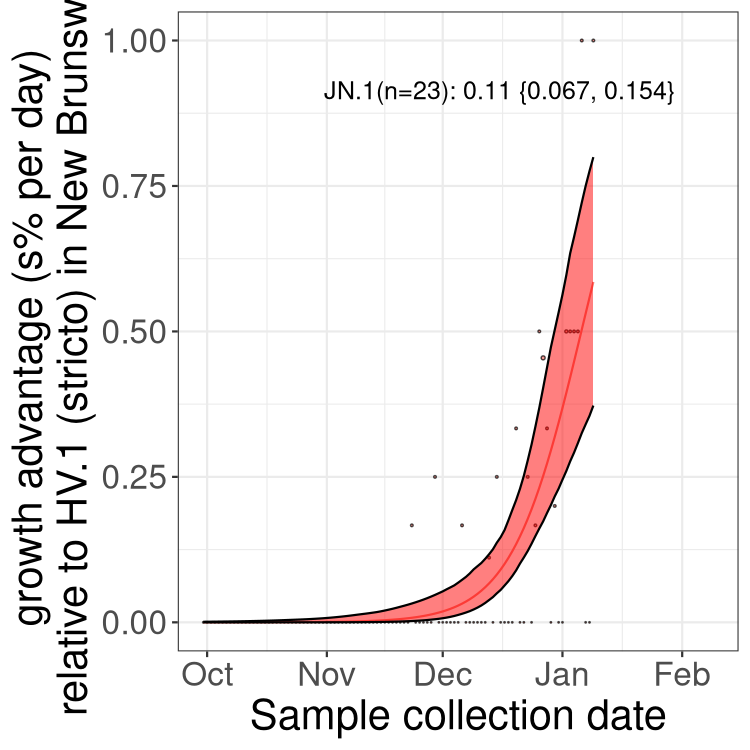 growth advantage (s% per day)
relative to HV.1 (stricto) in New Brunsw
1.00
0.75
0.50
0.25
0.00
JN.1(n=23): 0.11 {0.067, 0.154}
Oct Nov Dec Jan Feb
Sample collection date